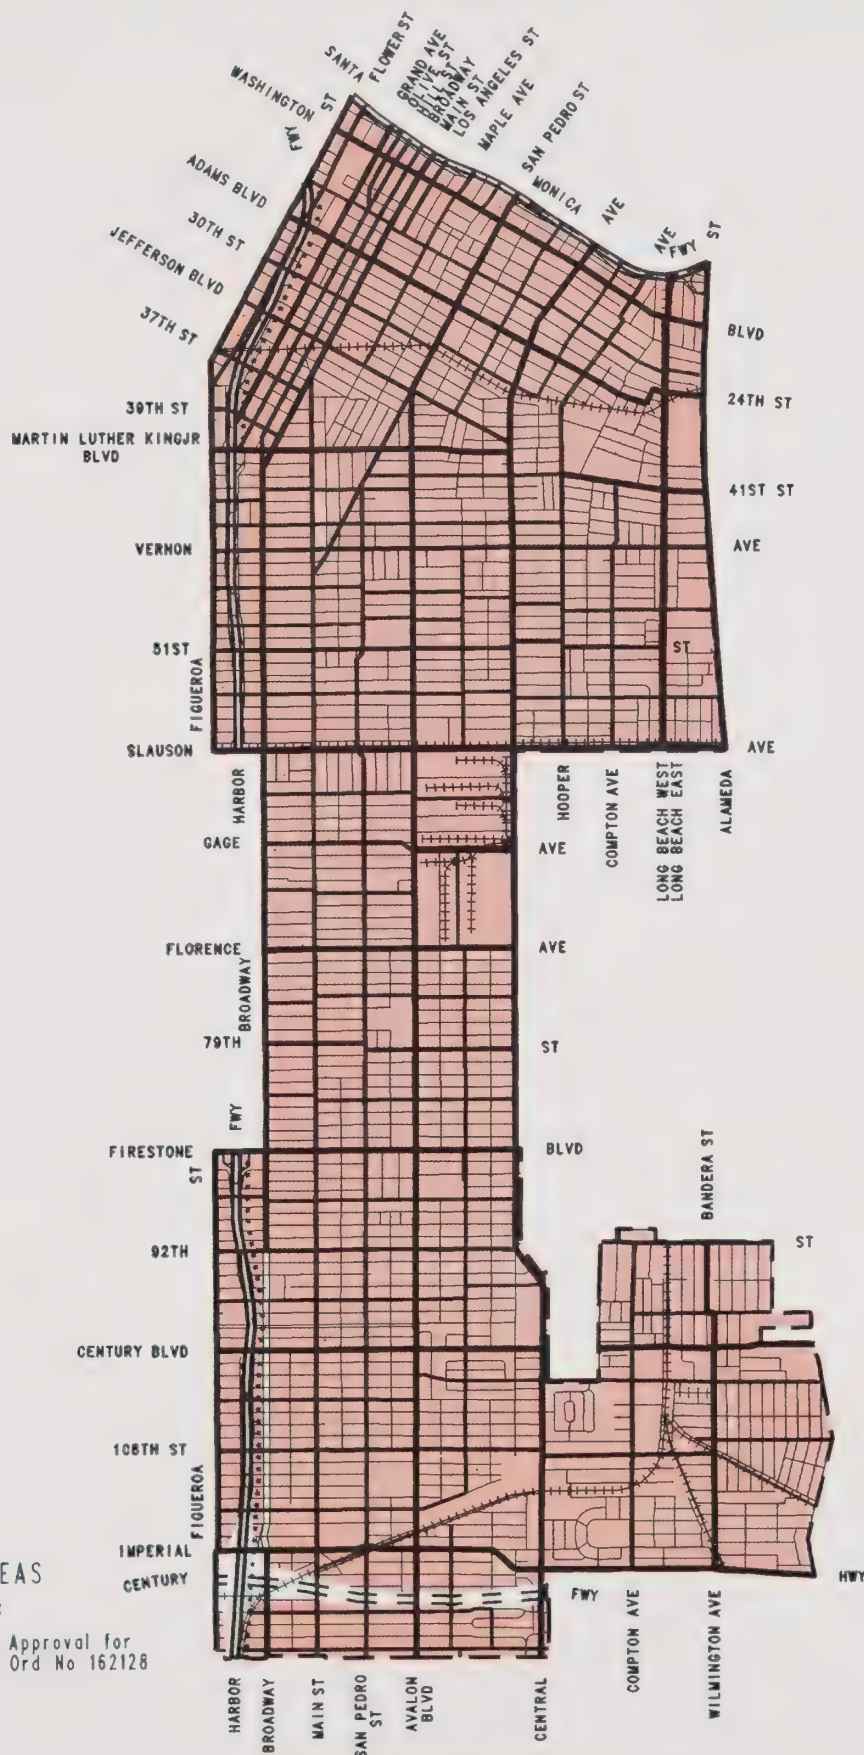 WASHINGTON
FWY ST
SANTA
FLOWER ST
GRAND AVE
OLIVE ST
HILL ST
BROADWAY
MAIN ST
LOS ANGELES ST
MAPLE AVE
SAN PEDRO ST
MONICA
AVE
AVE
FWY
ST
ADAMS BLVD
30TH ST
JEFFERSON BLVD
37TH ST
BLVD
39TH ST
24TH ST
MARTIN LUTHER KINGJR
BLVD
41ST ST
VERNON
AVE
51ST
ST
FIGUEROA
SLAUSON
AVE
HARBOR
HOOPER
COMPTON AVE
LONG BEACH WEST
LONG BEACH EAST
ALAMEDA
GAGE
AVE
FLORENCE
AVE
BROADWAY
79TH
ST
FWY
FIRESTONE
BLVD
ST
BANDERA ST
92TH
ST
CENTURY BLVD
108TH ST
FIGUEROA
IMPERIAL
CENTURY
FWY
HWY
EAS
Approval for
Ord No 162128
HARBOR
BROADWAY
MAIN ST
SAN PEDRO
ST
AVALON
BLVD
CENTRAL
COMPTON AVE
WILMINGTON AVE